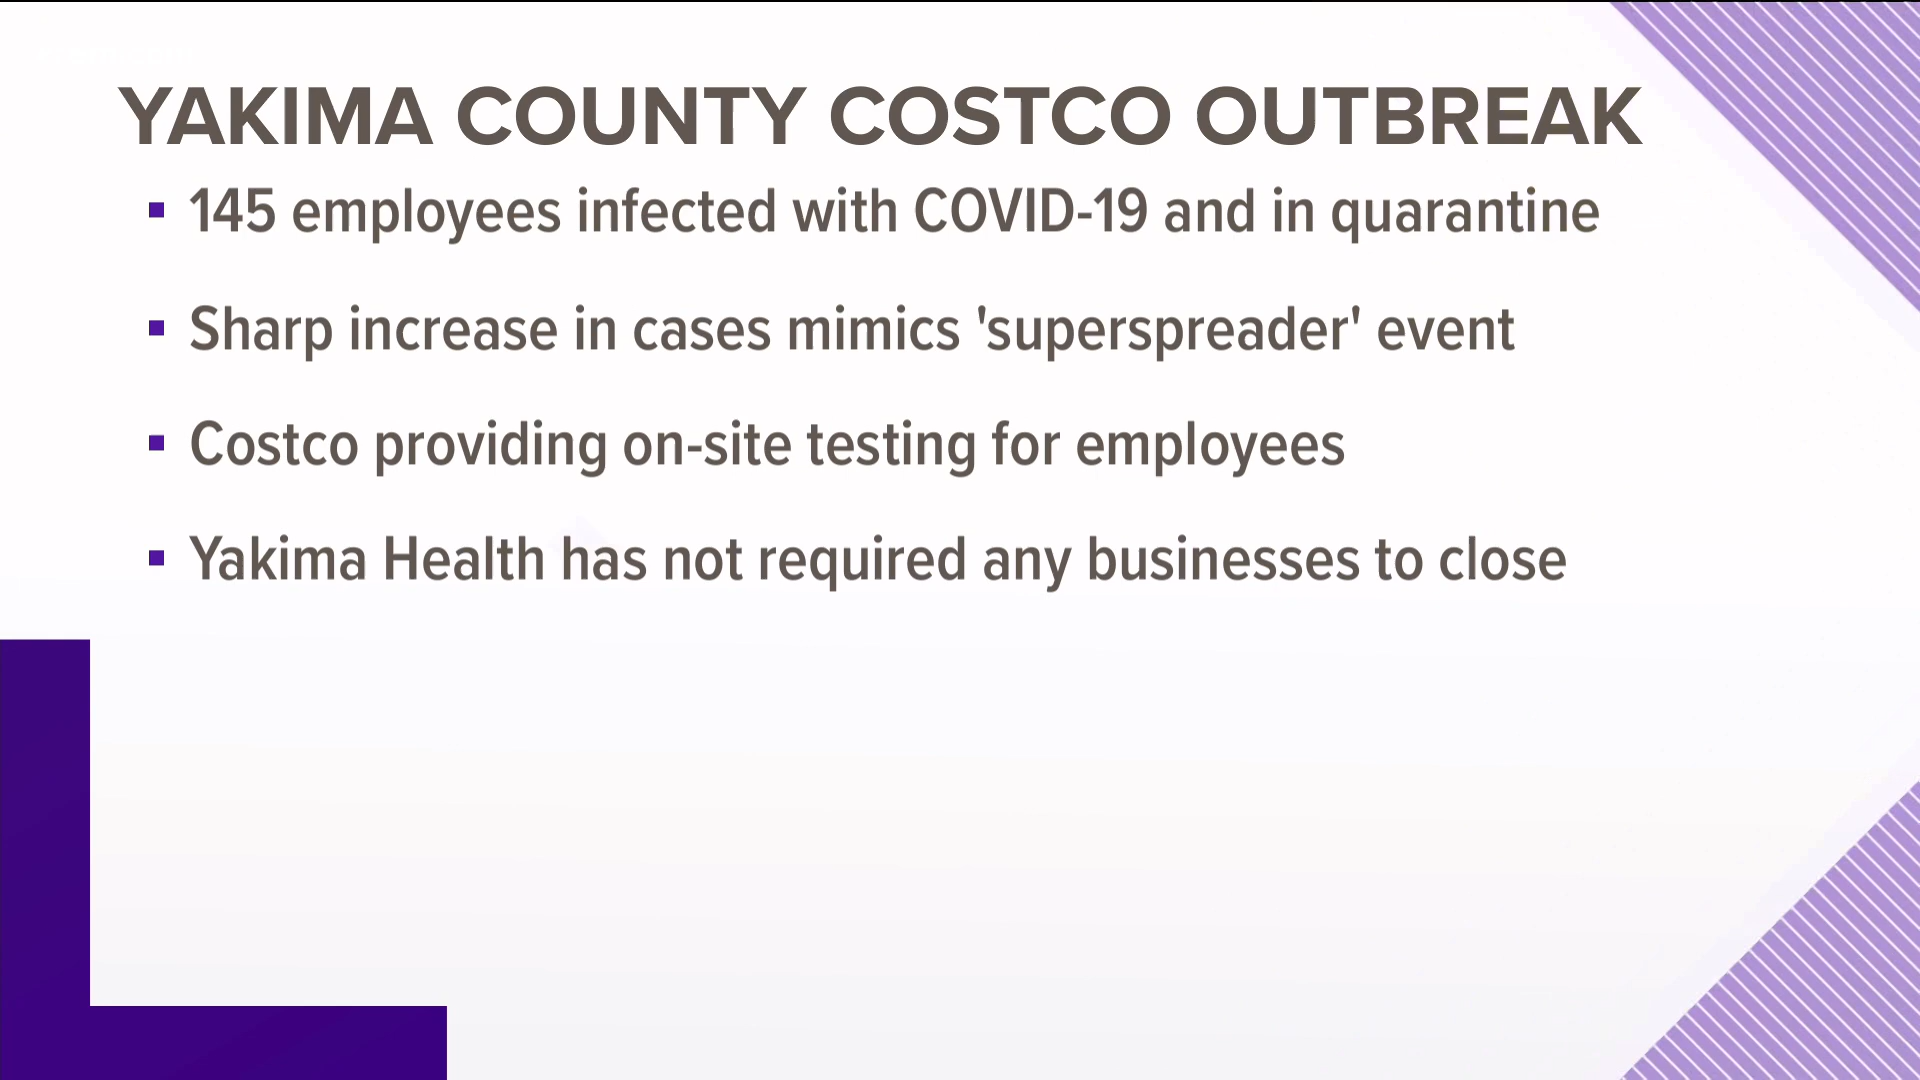 YAKIMA COUNTY COSTCO OUTBREAK
▪ 145 employees infected with COVID-19 and in quarantine
▪ Sharp increase in cases mimics 'superspreader' event
▪ Costco providing on-site testing for employees
▪ Yakima Health has not required any businesses to close